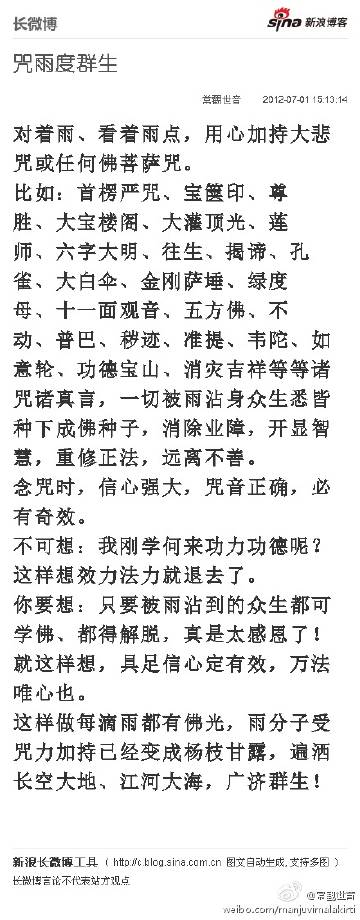 长微博
sina 新浪博客
咒雨度群生
常翾世音 2012-07-01 15:13:14
对着雨、看着雨点，用心加持大悲
咒或任何佛菩萨咒。
比如：首楞严咒、宝箧印、尊
胜、大宝楼阁、大灌顶光、莲
师、六字大明、往生、揭谛、孔
雀、大白伞、金刚萨埵、绿度
母、十一面观音、五方佛、不
动、普巴、秽迹、准提、韦陀、如
意轮、功德宝山、消灾吉祥等等诸
咒诸真言，一切被雨沾身众生悉皆
种下成佛种子，消除业障，开显智
慧，重修正法，远离不善。
念咒时，信心强大，咒音正确，必
有奇效。
不可想：我刚学何来功力功德呢？
这样想效力法力就退去了。
你要想：只要被雨沾到的众生都可
学佛、都得解脱，真是太感恩了！
就这样想，具足信心定有效，万法
唯心也。
这样做每滴雨都有佛光，雨分子受
咒力加持已经变成杨枝甘露，遍洒
长空大地、江河大海，广济群生！
新浪长微博工具（ http://c.blog.sina.com.cn 图文自动生成,支持多图 ）
长微博言论不代表站方观点
@常翾世音
weibo.com/manjuvimalakirti